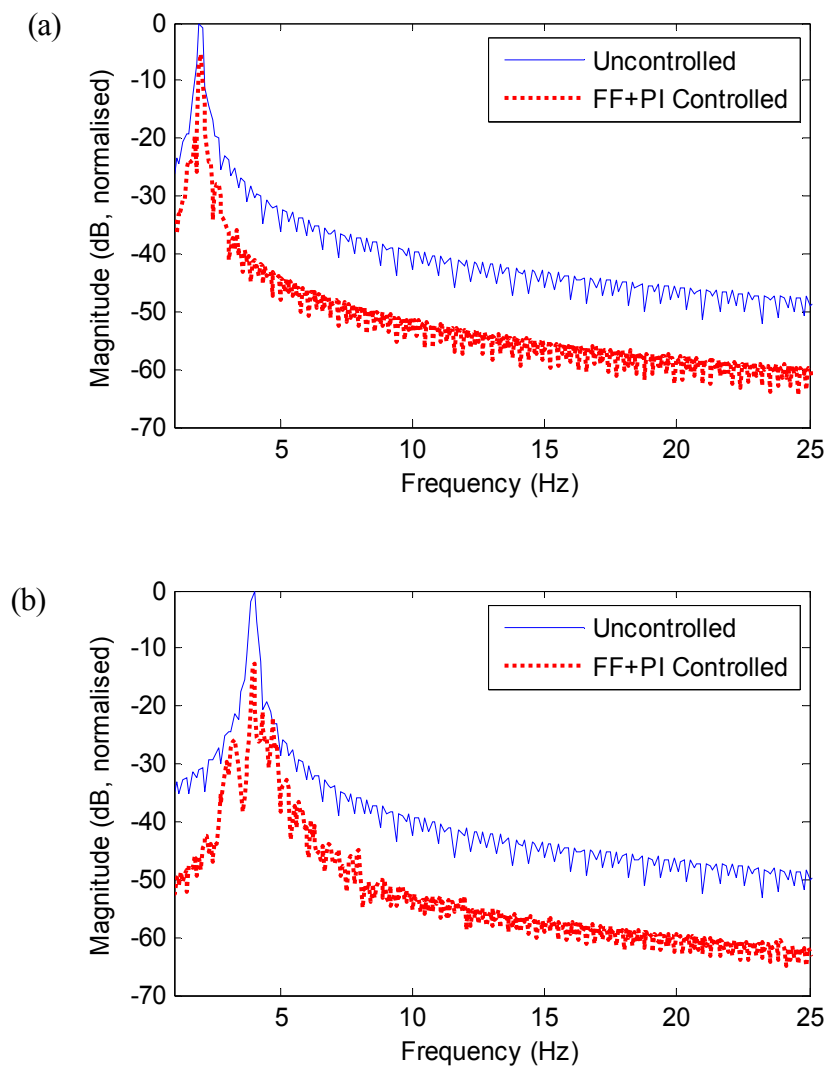 (a)
Magnitude (dB, normalised)
0
-10
-20
-30
-40
-50
-60
-70
Uncontrolled
FF+PI Controlled
5 10 15 20 25
Frequency (Hz)
(b)
Magnitude (dB, normalised)
0
-10
-20
-30
-40
-50
-60
-70
Uncontrolled
FF+PI Controlled
5 10 15 20 25
Frequency (Hz)